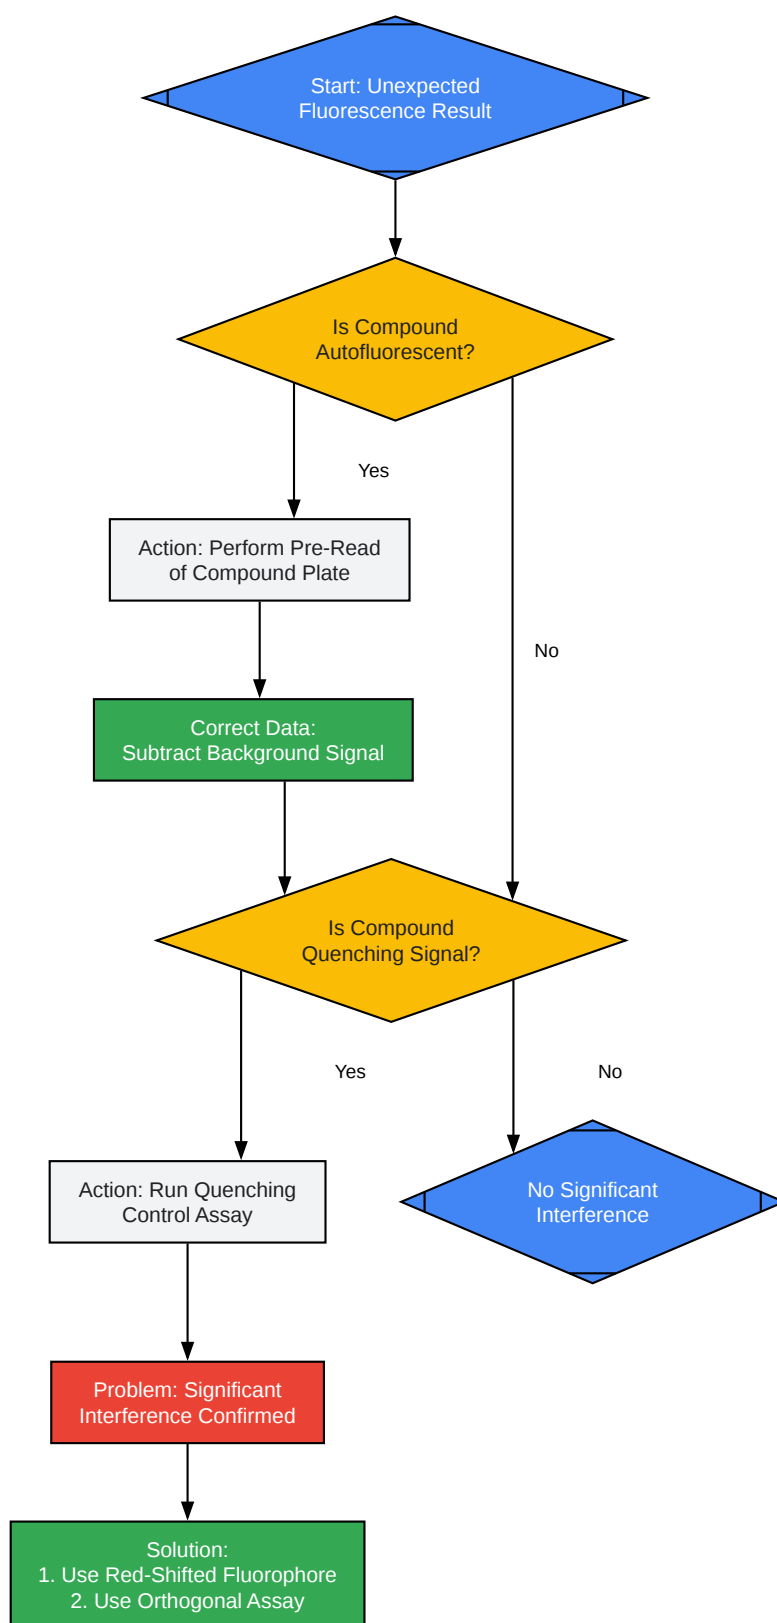 Start: Unexpected
Fluorescence Result
Is Compound
Autofluorescent?
Yes
Action: Perform Pre-Read
of Compound Plate
No
Correct Data:
Subtract Background Signal
Is Compound
Quenching Signal?
Yes
No
Action: Run Quenching
Control Assay
No Significant
Interference
Problem: Significant
Interference Confirmed
Solution:
1. Use Red-Shifted Fluorophore
2. Use Orthogonal Assay